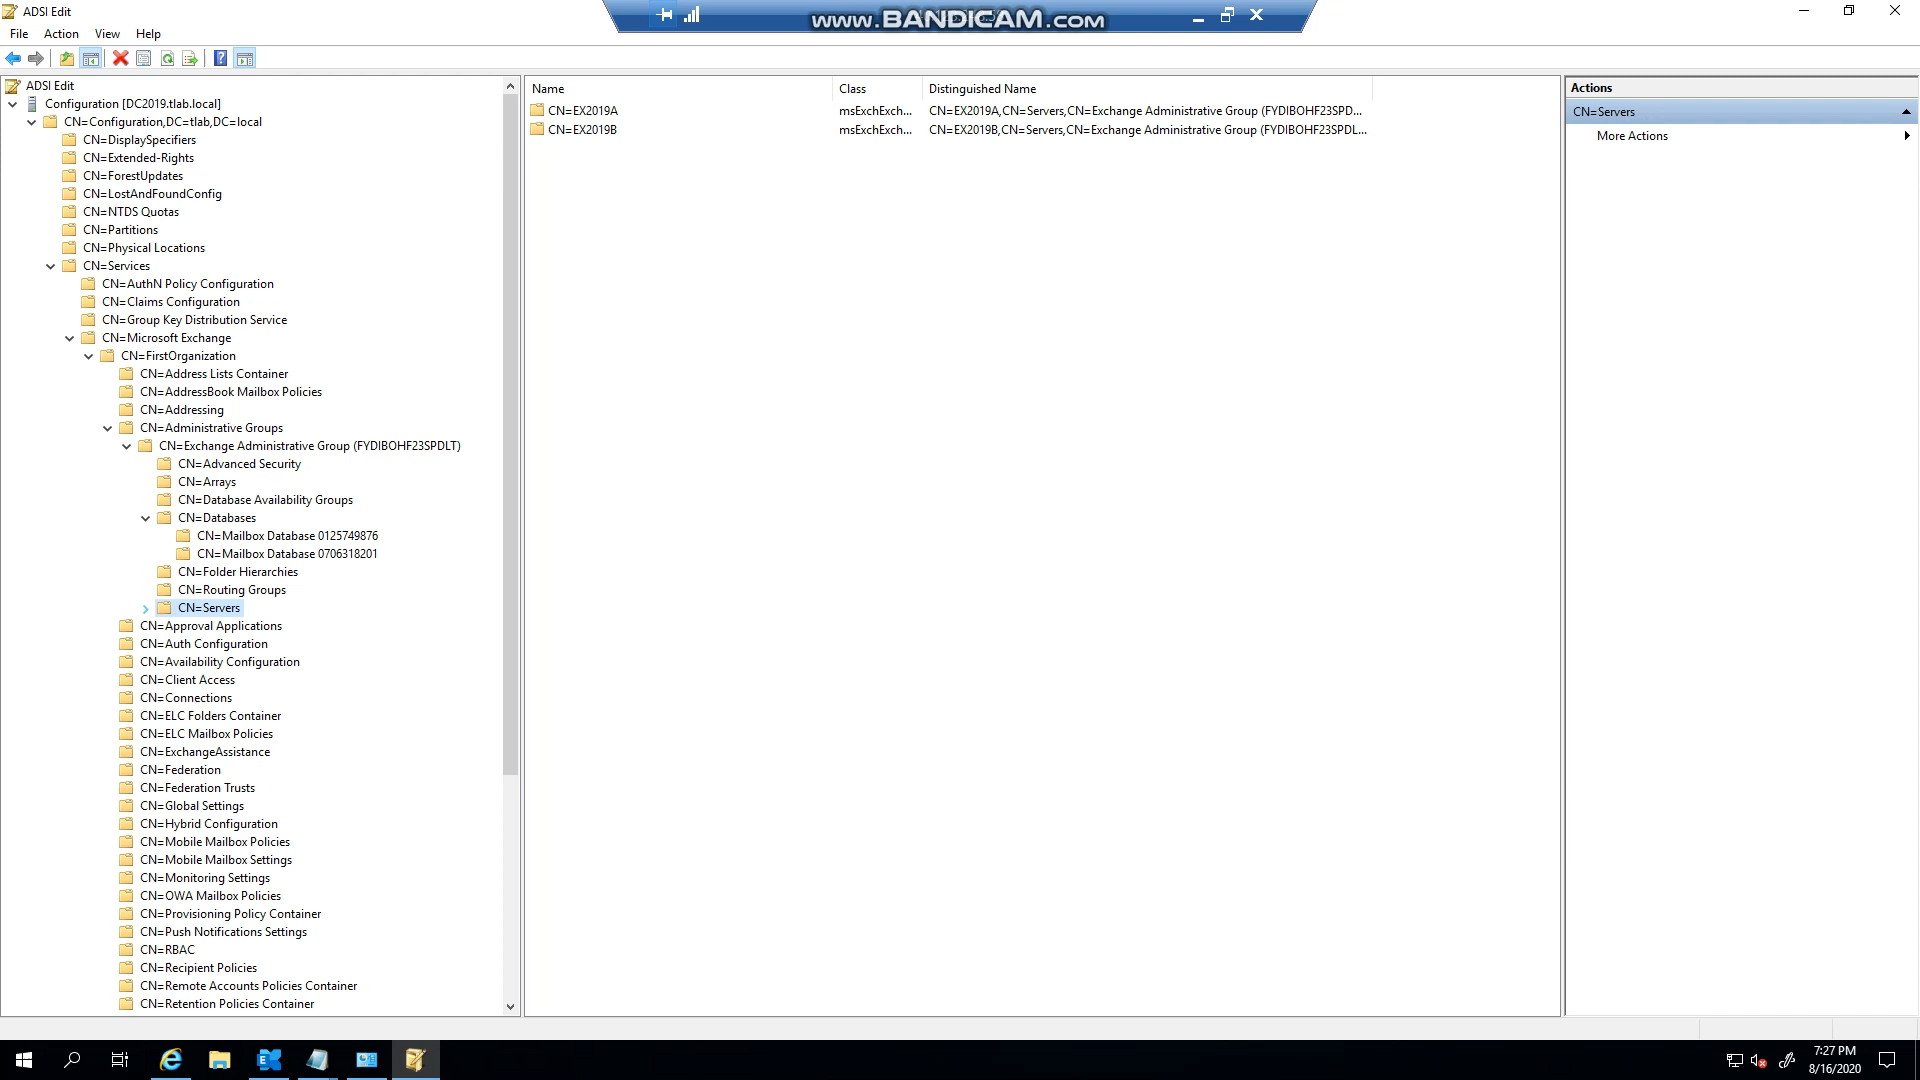 ADSI Edit
www.BANDICAM.com
File Action View Help
ADSI Edit
Configuration [DC2019.tlab.local]
CN=Configuration,DC=tlab,DC=local
CN=DisplaySpecifiers
CN=Extended-Rights
CN=ForestUpdates
CN=LostAndFoundConfig
CN=NTDS Quotas
CN=Partitions
CN=Physical Locations
CN=Services
CN=AuthN Policy Configuration
CN=Claims Configuration
CN=Group Key Distribution Service
CN=Microsoft Exchange
CN=FirstOrganization
CN=Address Lists Container
CN=AddressBook Mailbox Policies
CN=Addressing
CN=Administrative Groups
CN=Exchange Administrative Group (FYDIBOHF23SPDLT)
CN=Advanced Security
CN=Arrays
CN=Database Availability Groups
CN=Databases
CN=Mailbox Database 0125749876
CN=Mailbox Database 0706318201
CN=Folder Hierarchies
CN=Routing Groups
CN=Servers
CN=Approval Applications
CN=Auth Configuration
CN=Availability Configuration
CN=Client Access
CN=Connections
CN=ELC Folders Container
CN=ELC Mailbox Policies
CN=ExchangeAssistance
CN=Federation
CN=Federation Trusts
CN=Global Settings
CN=Hybrid Configuration
CN=Mobile Mailbox Policies
CN=Mobile Mailbox Settings
CN=Monitoring Settings
CN=OWA Mailbox Policies
CN=Provisioning Policy Container
CN=Push Notifications Settings
CN=RBAC
CN=Recipient Policies
CN=Remote Accounts Policies Container
CN=Retention Policies Container
Name Class Distinguished Name
CN=EX2019A msExchExch... CN=EX2019A,CN=Servers,CN=Exchange Administrative Group (FYDIBOHF23SPD...
CN=EX2019B msExchExch... CN=EX2019B,CN=Servers,CN=Exchange Administrative Group (FYDIBOHF23SPDL...
Actions
CN=Servers
More Actions
7:27 PM
8/16/2020